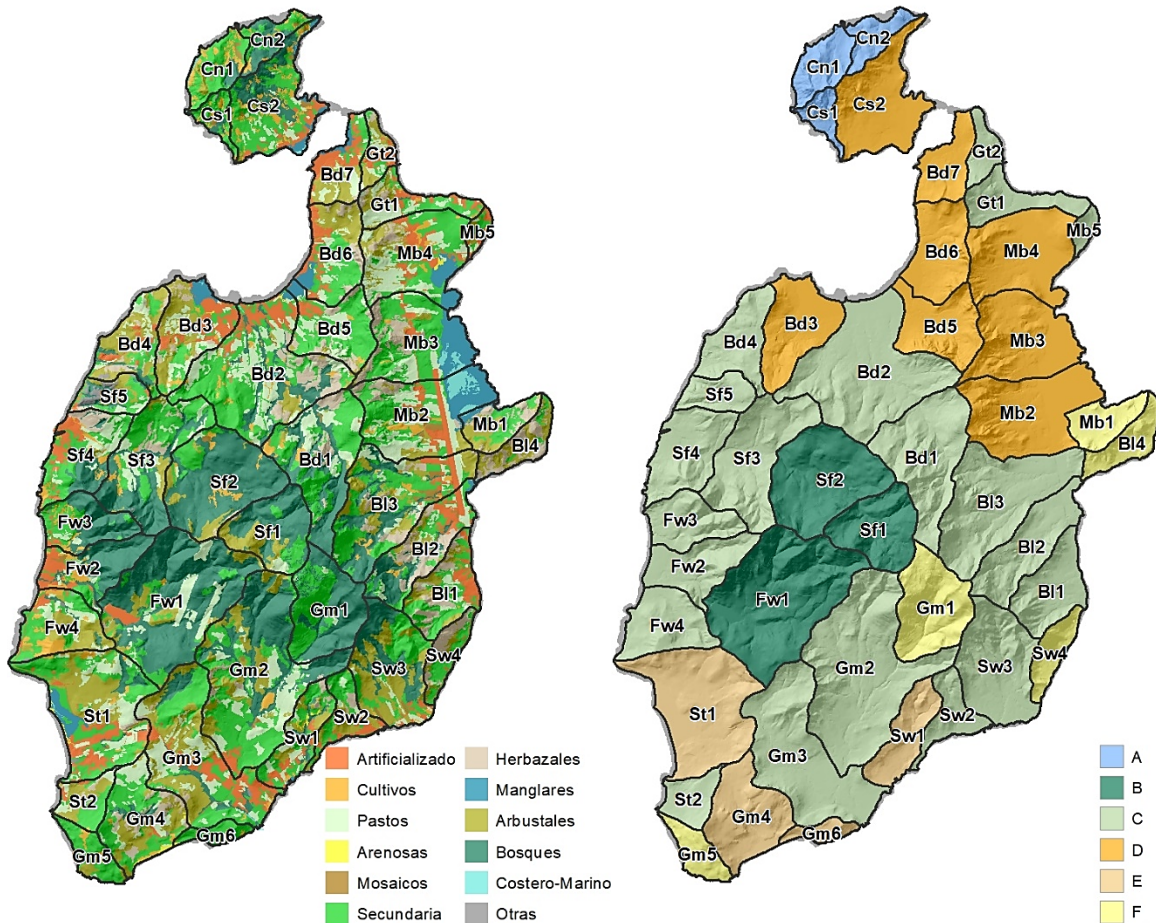 Cn2
Cn1
Cs1
Cs2
Gt2
Bd7
Gt1
Mb5
Mb4
Bd6
Bd3
Bd5
Mb3
Bd4
Bd2
Sf5
Mb2
Mb1
Bl4
Sf4
Sf3
Bd1
Sf2
Bl3
Fw3
Sf1
Bl2
Fw2
Fw1
Bl1
Gm1
Fw4
Sw4
Gm2
Sw3
St1
Sw2
Sw1
Gm3
St2
Gm4
Gm6
Gm5
Artificializado
Cultivos
Pastos
Arenosas
Mosaicos
Secundaria
Herbazales
Manglares
Arbustales
Bosques
Costero-Marino
Otras
Cn2
Cn1
Cs1
Cs2
Gt2
Bd7
Gt1
Mb5
Mb4
Bd6
Bd3
Bd5
Mb3
Bd4
Bd2
Sf5
Mb2
Mb1
Bl4
Sf4
Sf3
Bd1
Sf2
Bl3
Fw3
Sf1
Bl2
Fw2
Fw1
Bl1
Gm1
Fw4
Sw4
Gm2
Sw3
St1
Sw2
Sw1
Gm3
St2
Gm4
Gm6
Gm5
A
B
C
D
E
F